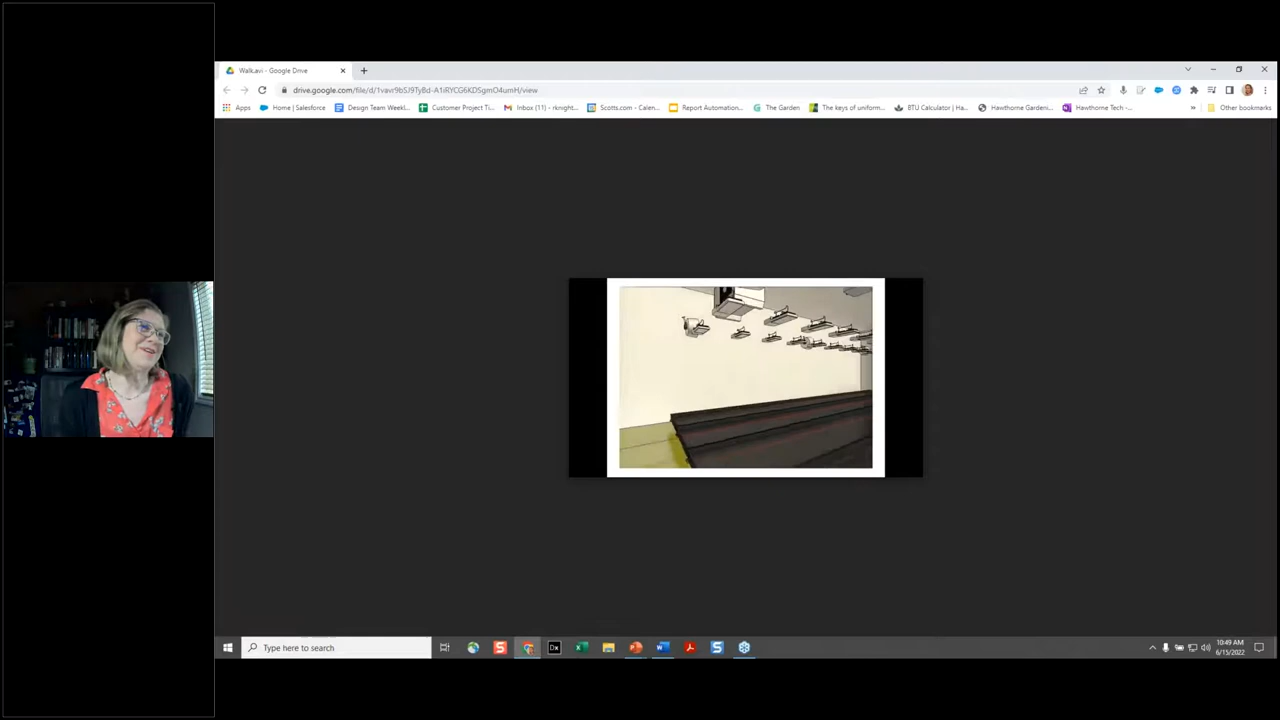 Walk.avi - Google Drive
drive.google.com/file/d/1vavr9bSJ9TyBd-A1iRYCG6KDSgmO4umH/view
Apps Home | Salesforce Design Team Weekl... Customer Project Ti... Inbox (11) - rknight... Scotts.com - Calen... Report Automation... The Garden The keys of uniform... BTU Calculator | Ha... Hawthorne Gardeni... Hawthorne Tech -... » Other bookmarks
Type here to search
10:49 AM
6/15/2022